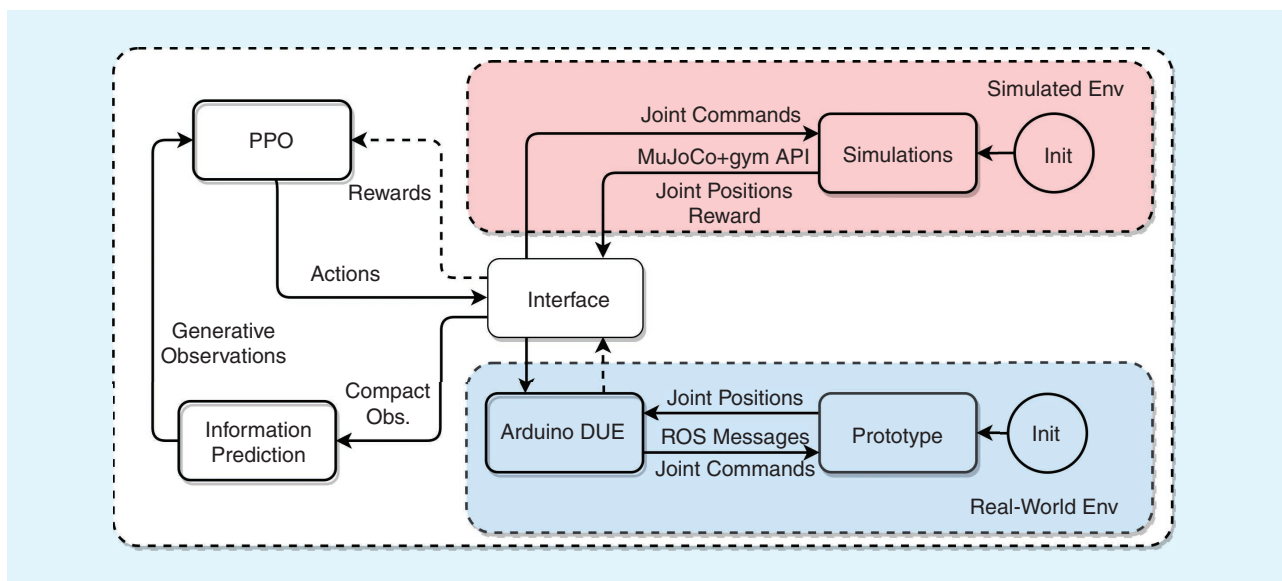 Simulated Env
PPO
Joint Commands
Simulations
Init
MuJoCo+gym API
Rewards
Joint Positions
Reward
Actions
Interface
Generative
Observations
Compact
Obs.
Information
Prediction
Joint Positions
Arduino DUE
ROS Messages
Prototype
Init
Joint Commands
Real-World Env